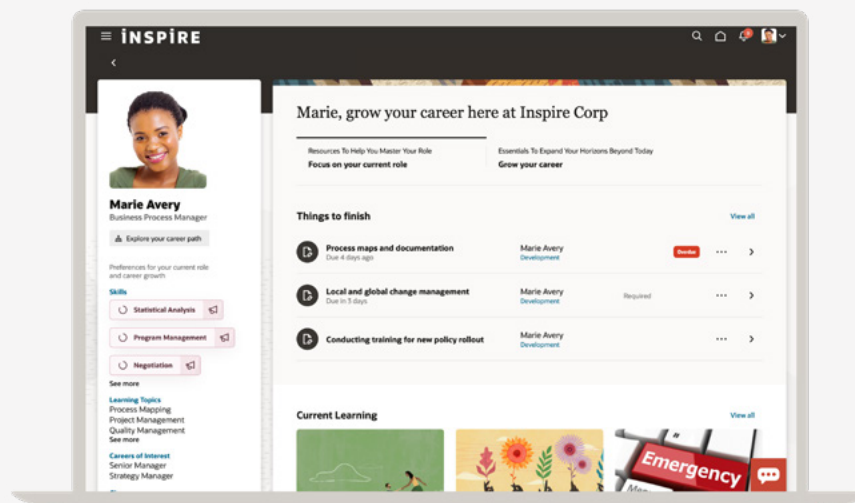 iNSPiRE
Marie, grow your career here at Inspire Corp
Resources To Help You Master Your Role
Focus on your current role
Essentials To Expand Your Horizons Beyond Today
Grow your career
Marie Avery
Business Process Manager
Explore your career path
Preferences for your current role
and career growth
Skills
Statistical Analysis
Program Management
Negotiation
See more
Learning Topics
Process Mapping
Project Management
Quality Management
See more
Careers of Interest
Senior Manager
Strategy Manager
Things to finish
View all
Process maps and documentation
Due 4 days ago
Marie Avery
Development
Overdue
Local and global change management
Due in 3 days
Marie Avery
Development
Required
Conducting training for new policy rollout
Marie Avery
Development
Current Learning
View all
Emergency